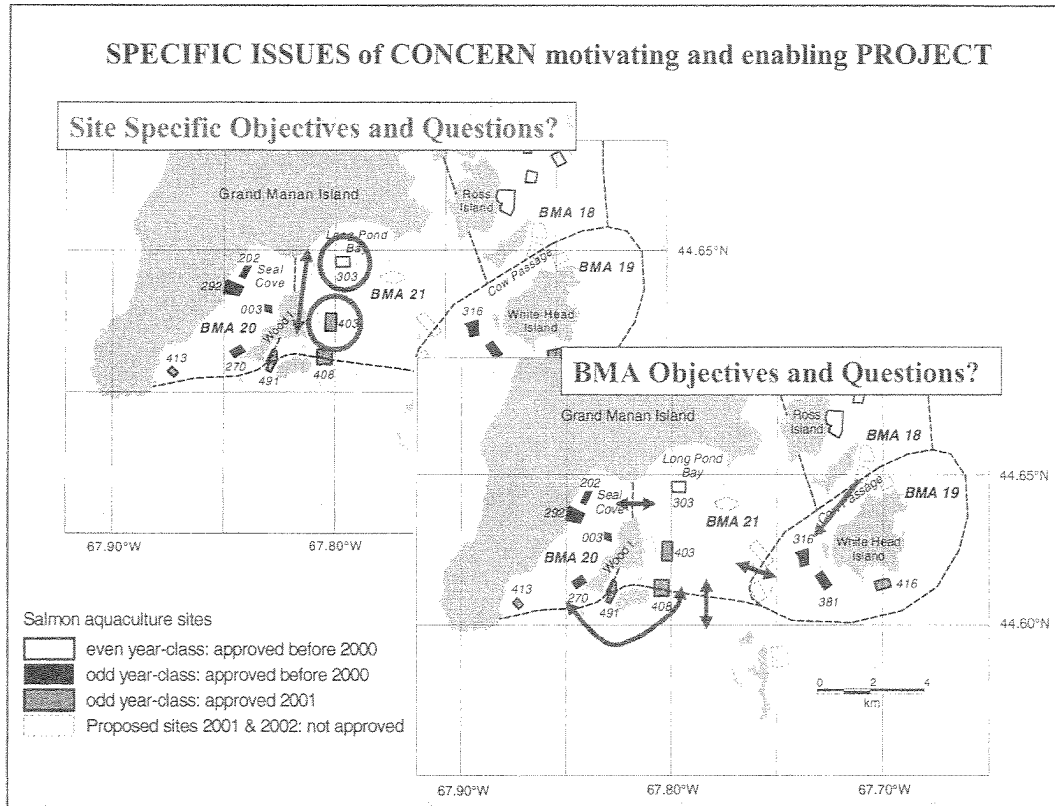 SPECIFIC ISSUES of CONCERN motivating and enabling PROJECT
Site Specific Objectives and Questions?
Grand Manan Island
Ross
Island
BMA 18
Long Pond
Bay
44.65°N
202
Seal
Cove
303
Cow Passage
BMA 19
292
BMA 21
003
316
White Head
Island
403
BMA 20
Wood I.
413
270
491
408
67.90°W
67.80°W
BMA Objectives and Questions?
Grand Manan Island
Ross
Island
BMA 18
Long Pond
Bay
44.65°N
202
Seal
Cove
303
Cow Passage
BMA 19
292
BMA 21
003
316
White Head
Island
403
BMA 20
Wood I.
413
270
491
408
381
416
44.60°N
67.90°W
67.80°W
67.70°W
0 2 4
km
Salmon aquaculture sites
even year-class: approved before 2000
odd year-class: approved before 2000
odd year-class: approved 2001
Proposed sites 2001 & 2002: not approved